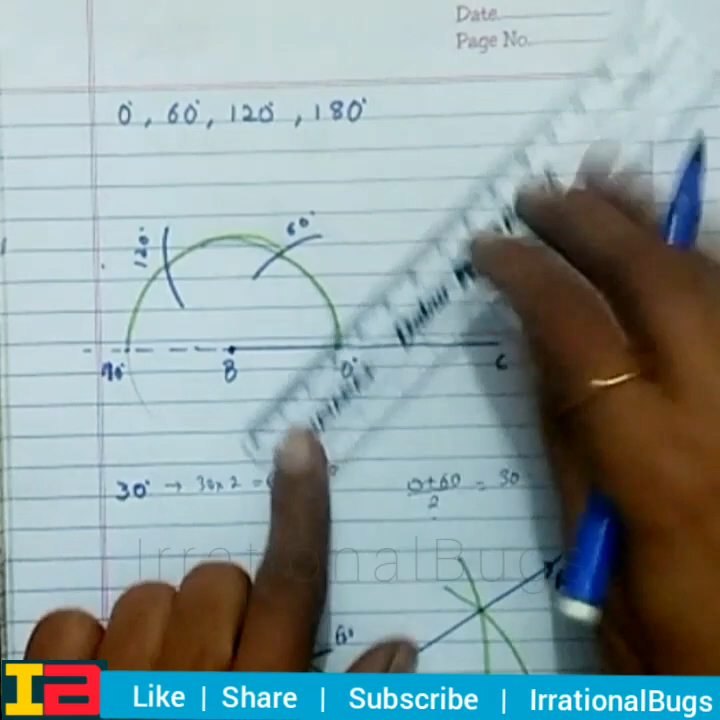 Date
Page No.
0°, 60°, 120°, 180°
120°
60°
B
0°
C
30° → 30×2 =
0+60/2 = 30
IrrationalBugs
60°
IB
Like | Share | Subscribe | IrrationalBugs